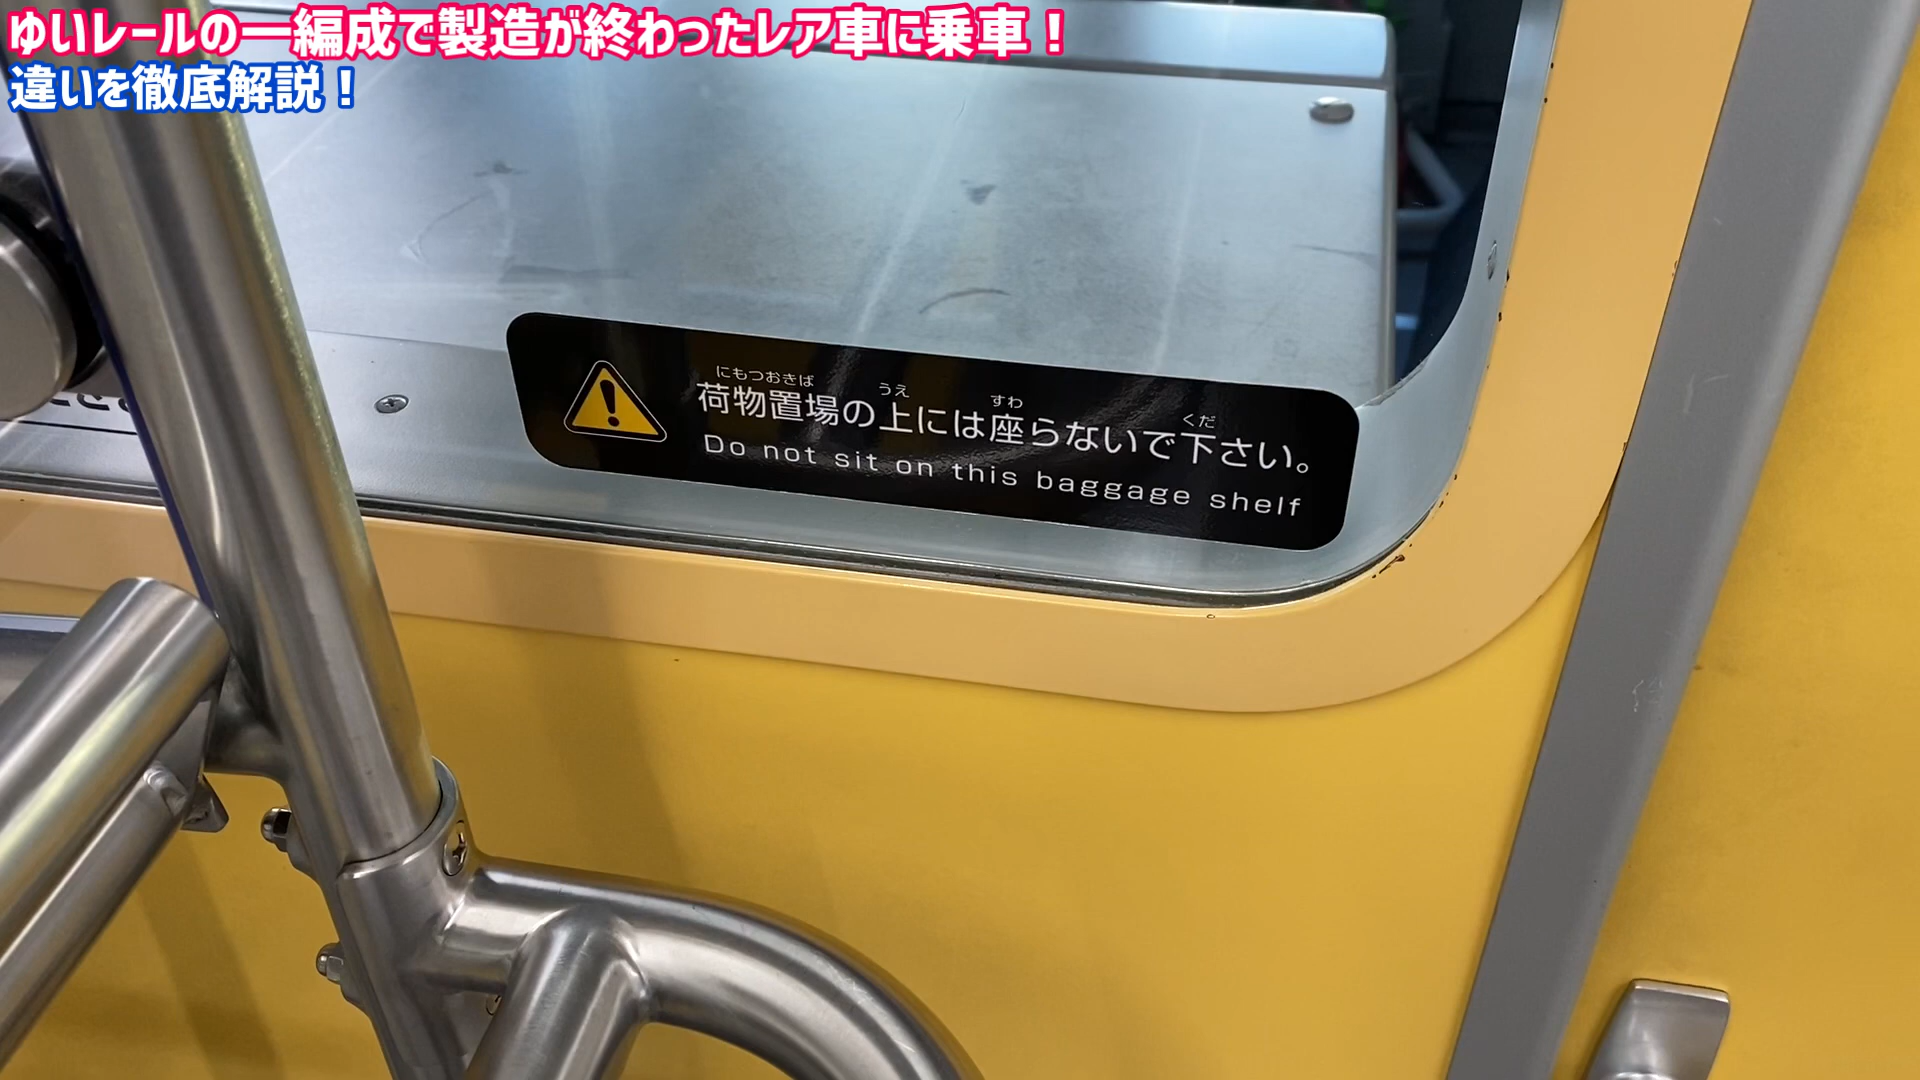 ゆいレールの一編成で製造が終わったレア車に乗車！
違いを徹底解説！
にもつおきば うえ すわ くだ
荷物置場の上には座らないで下さい。
Do not sit on this baggage shelf